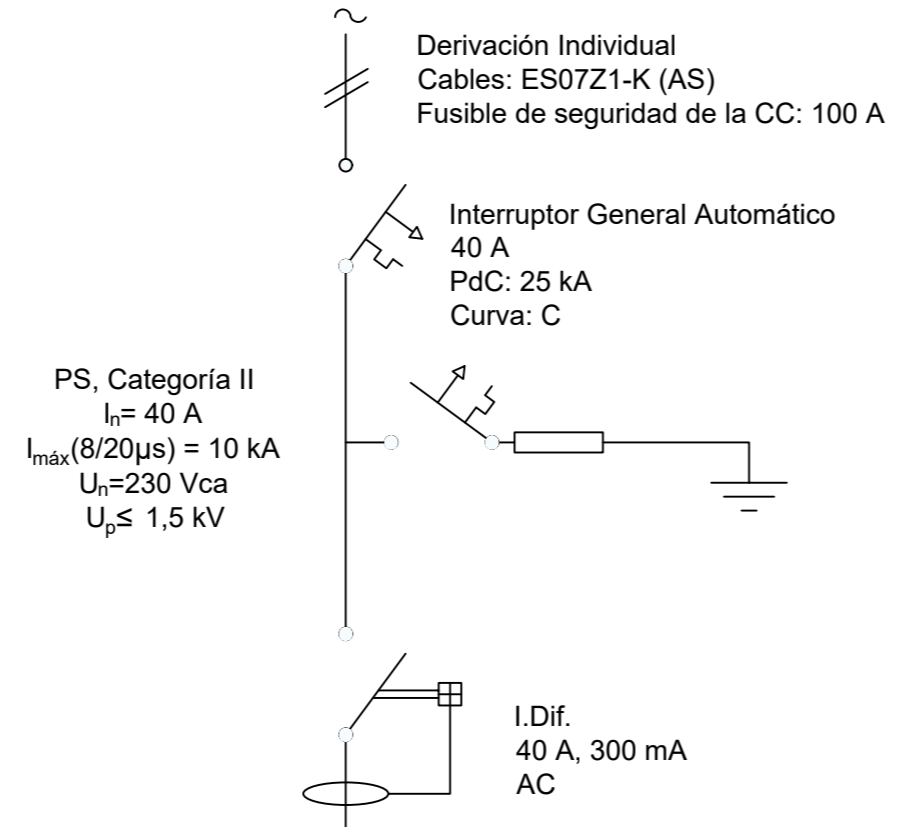 Derivación Individual
Cables: ES07Z1-K (AS)
Fusible de seguridad de la CC: 100 A
Interruptor General Automático
40 A
PdC: 25 kA
Curva: C
PS, Categoría II
Iₙ= 40 A
Iₘáₓ(8/20µs) = 10 kA
Uₙ=230 Vca
Uₚ≤ 1,5 kV
I.Dif.
40 A, 300 mA
AC